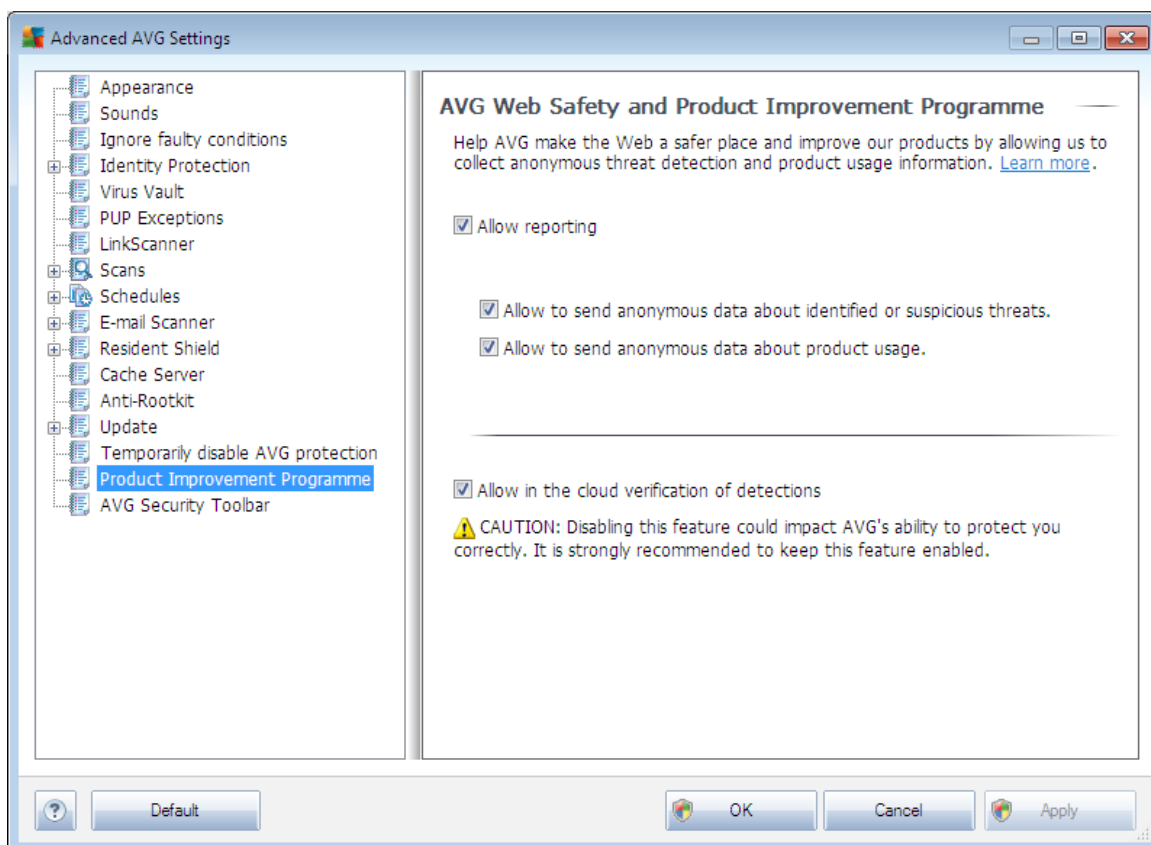 Advanced AVG Settings
Appearance
Sounds
Ignore faulty conditions
Identity Protection
Virus Vault
PUP Exceptions
LinkScanner
Scans
Schedules
E-mail Scanner
Resident Shield
Cache Server
Anti-Rootkit
Update
Temporarily disable AVG protection
Product Improvement Programme
AVG Security Toolbar
AVG Web Safety and Product Improvement Programme
Help AVG make the Web a safer place and improve our products by allowing us to
collect anonymous threat detection and product usage information. Learn more.
Allow reporting
Allow to send anonymous data about identified or suspicious threats.
Allow to send anonymous data about product usage.
Allow in the cloud verification of detections
CAUTION: Disabling this feature could impact AVG's ability to protect you
correctly. It is strongly recommended to keep this feature enabled.
?
Default
OK
Cancel
Apply